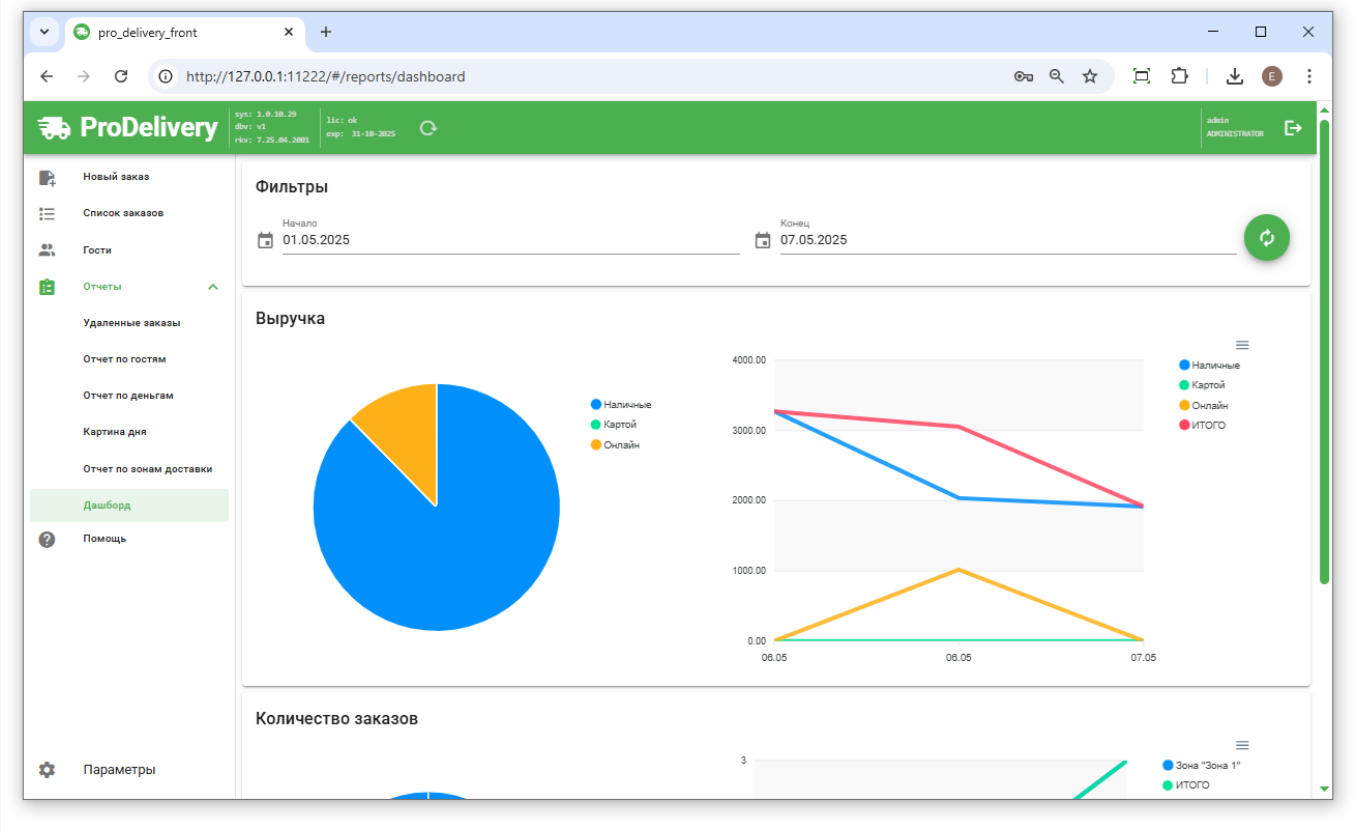 pro_delivery_front
http://127.0.0.1:11222/#/reports/dashboard
E
ProDelivery
sys: 1.0.10.29
dbv: v1
rkv: 7.25.04.2001
lic: ok
exp: 31-10-2025
admin
ADMINISTRATOR
Новый заказ
Список заказов
Гости
Отчеты
Удаленные заказы
Отчет по гостям
Отчет по деньгам
Картина дня
Отчет по зонам доставки
Дашборд
Помощь
Параметры
Фильтры
Начало
01.05.2025
Конец
07.05.2025
Выручка
Наличные
Картой
Онлайн
4000.00
3000.00
2000.00
1000.00
0.00
06.05
06.05
07.05
Наличные
Картой
Онлайн
ИТОГО
Количество заказов
3
Зона "Зона 1"
ИТОГО